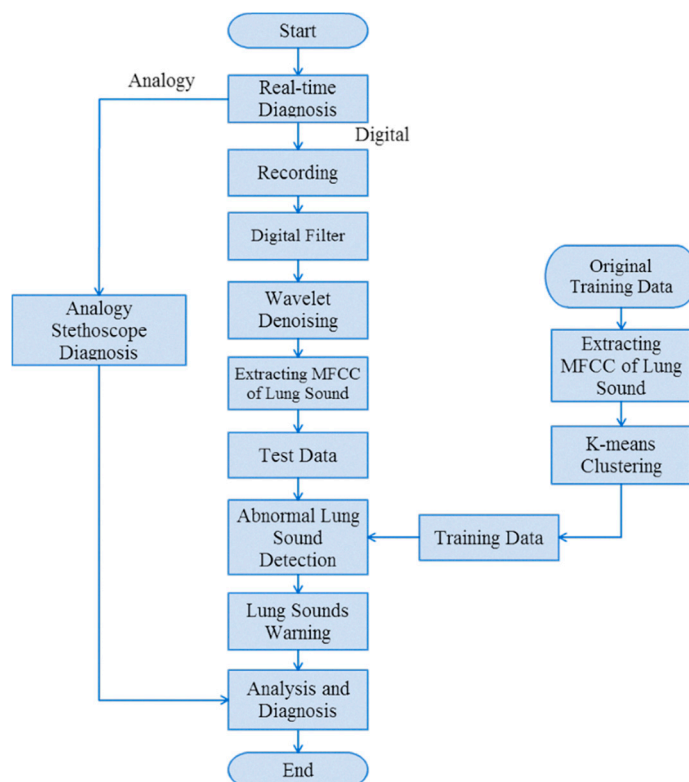 Start
Analogy
Real-time
Diagnosis
Digital
Recording
Digital Filter
Wavelet
Denoising
Original
Training Data
Analogy
Stethoscope
Diagnosis
Extracting MFCC
of Lung Sound
Extracting
MFCC of Lung
Sound
Test Data
K-means
Clustering
Abnormal Lung
Sound
Detection
Training Data
Lung Sounds
Warning
Analysis and
Diagnosis
End